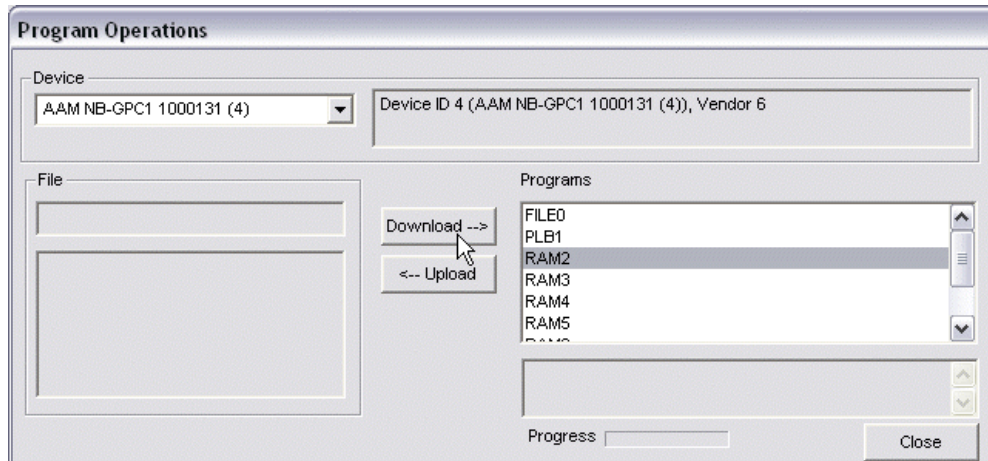 Program Operations
Device
AAM NB-GPC1 1000131 (4)
Device ID 4 (AAM NB-GPC1 1000131 (4)), Vendor 6
File
Programs
Download -->
<-- Upload
FILE0
PLB1
RAM2
RAM3
RAM4
RAM5
Progress
Close